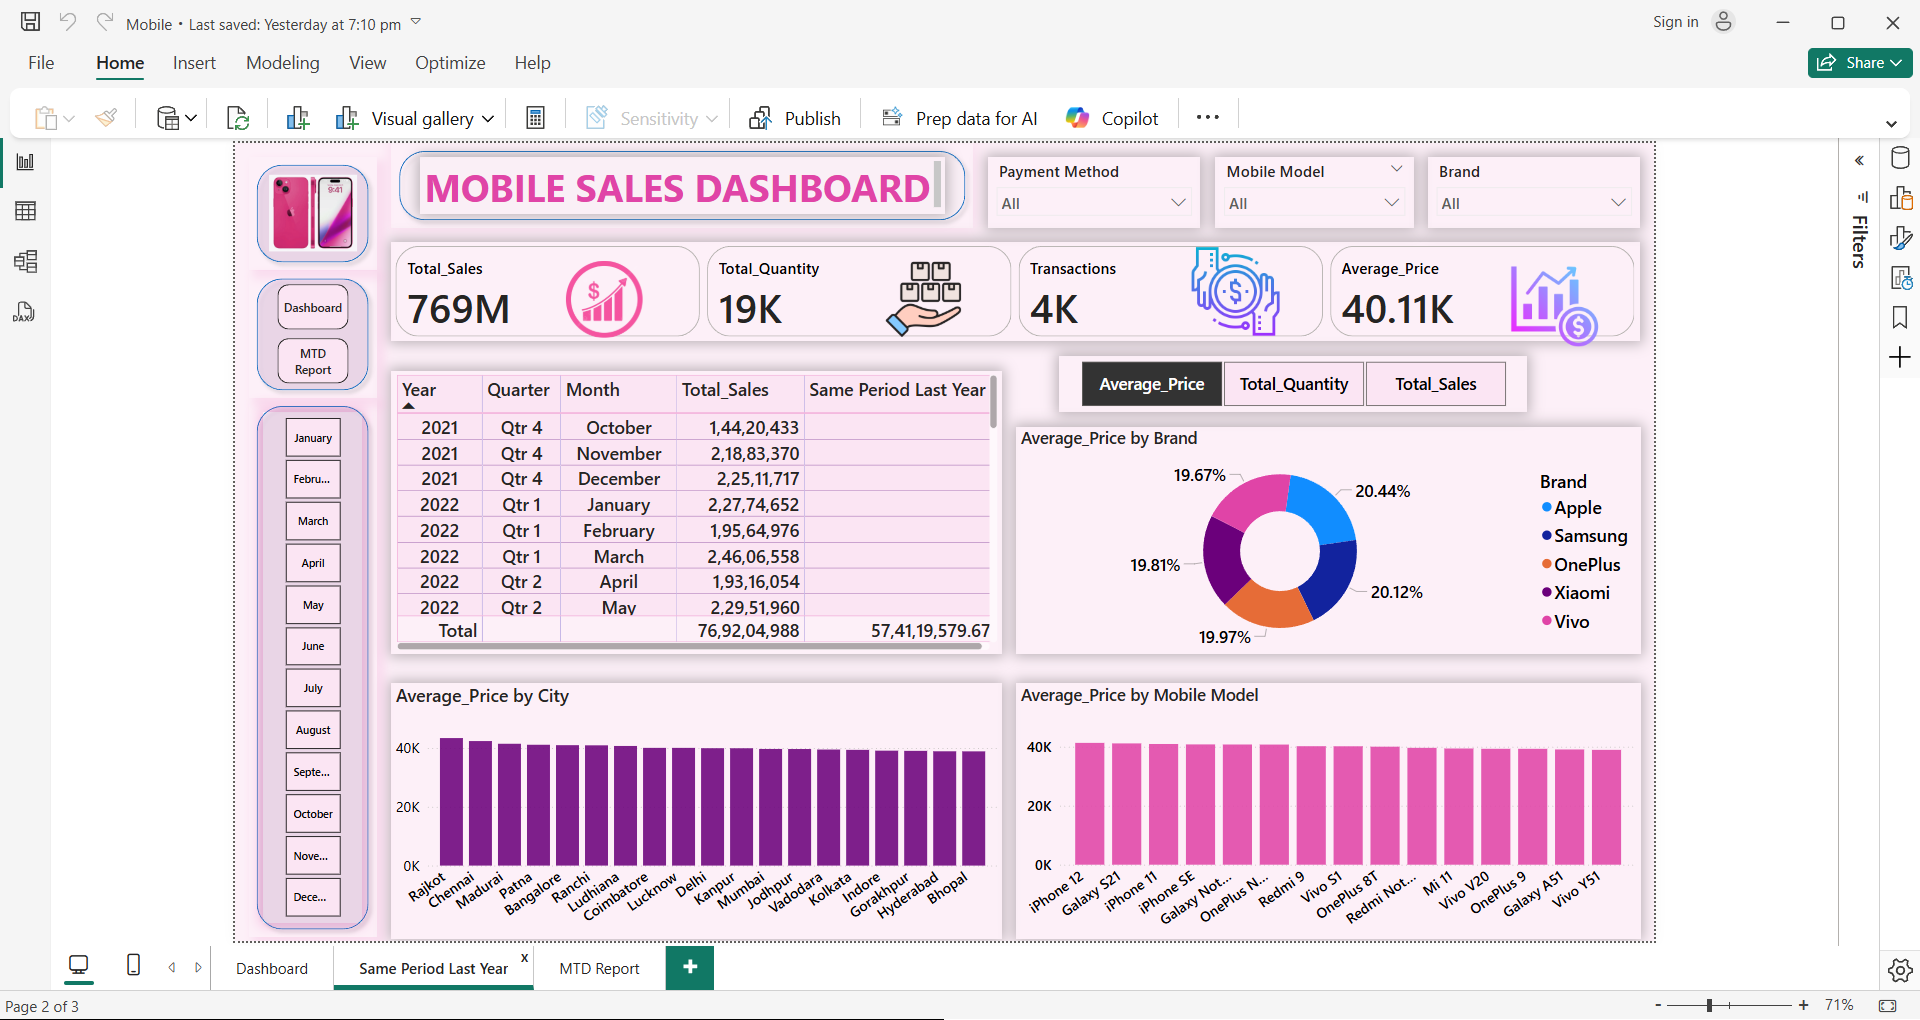 Mobile • Last saved: Yesterday at 7:10 pm
Sign in
File
Home
Insert
Modeling
View
Optimize
Help
Share
Visual gallery
Sensitivity
Publish
Prep data for AI
Copilot
DAX
9:41
MOBILE SALES DASHBOARD
Payment Method
All
Mobile Model
All
Brand
All
Filters
Dashboard
MTD
Report
Total_Sales
769M
Total_Quantity
19K
Transactions
4K
Average_Price
40.11K
January
Febru...
March
April
May
June
July
August
Septe...
October
Nove...
Dece...
Year Quarter Month Total_Sales Same Period Last Year
2021 Qtr 4 October 1,44,20,433
2021 Qtr 4 November 2,18,83,370
2021 Qtr 4 December 2,25,11,717
2022 Qtr 1 January 2,27,74,652
2022 Qtr 1 February 1,95,64,976
2022 Qtr 1 March 2,46,06,558
2022 Qtr 2 April 1,93,16,054
2022 Qtr 2 May 2,29,51,960
Total 76,92,04,988 57,41,19,579.67
Average_Price
Total_Quantity
Total_Sales
Average_Price by Brand
19.67%
20.44%
19.81%
20.12%
19.97%
Brand
Apple
Samsung
OnePlus
Xiaomi
Vivo
Average_Price by City
40K
20K
0K
Rajkot
Chennai
Madurai
Patna
Bangalore
Ranchi
Ludhiana
Coimbatore
Lucknow
Delhi
Kanpur
Mumbai
Jodhpur
Vadodara
Kolkata
Indore
Gorakhpur
Hyderabad
Bhopal
Average_Price by Mobile Model
40K
20K
0K
iPhone 12
Galaxy S21
iPhone 11
iPhone SE
Galaxy Not...
OnePlus N...
Redmi 9
Vivo S1
OnePlus 8T
Redmi Not...
Mi 11
Vivo V20
OnePlus 9
Galaxy A51
Vivo Y51
Dashboard
Same Period Last Year
x
MTD Report
Page 2 of 3
71%